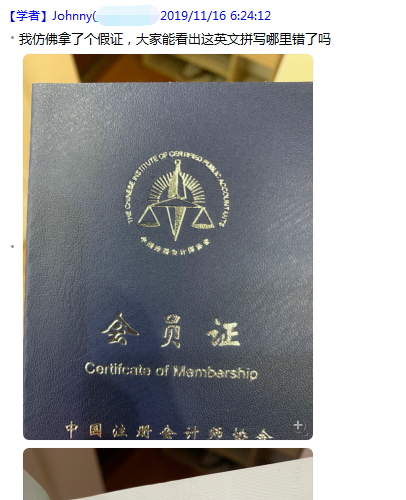 【学者】Johnny( 2019/11/16 6:24:12
我仿佛拿了个假证，大家能看出这英文拼写哪里错了吗
THE CHINESE INSTITUTE OF CERTIFIED PUBLIC ACCOUNTANTS
中国注册会计师协会
会员证
Certifcate of Mambarship
中国注册会计师协会